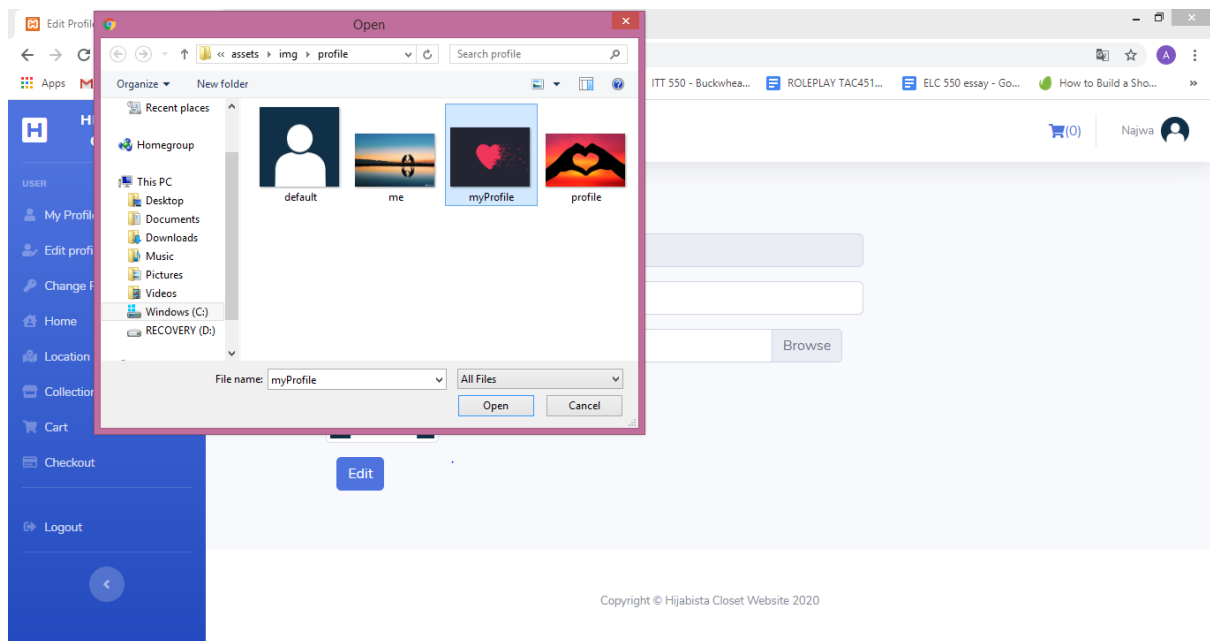 Edit Profil
Open
« assets › img › profile
Search profile
Organize
New folder
Apps
ITT 550 - Buckwhea...
ROLEPLAY TAC451...
ELC 550 essay - Go...
How to Build a Sho...
»
Recent places
Homegroup
This PC
Desktop
Documents
Downloads
Music
Pictures
Videos
Windows (C:)
RECOVERY (D:)
default
me
myProfile
profile
File name: myProfile
All Files
Open
Cancel
A
H
H
(0)
Najwa
USER
My Profil
Edit profi
Change
Home
Location
Collection
Cart
Checkout
Logout
Browse
Edit
Copyright © Hijabista Closet Website 2020